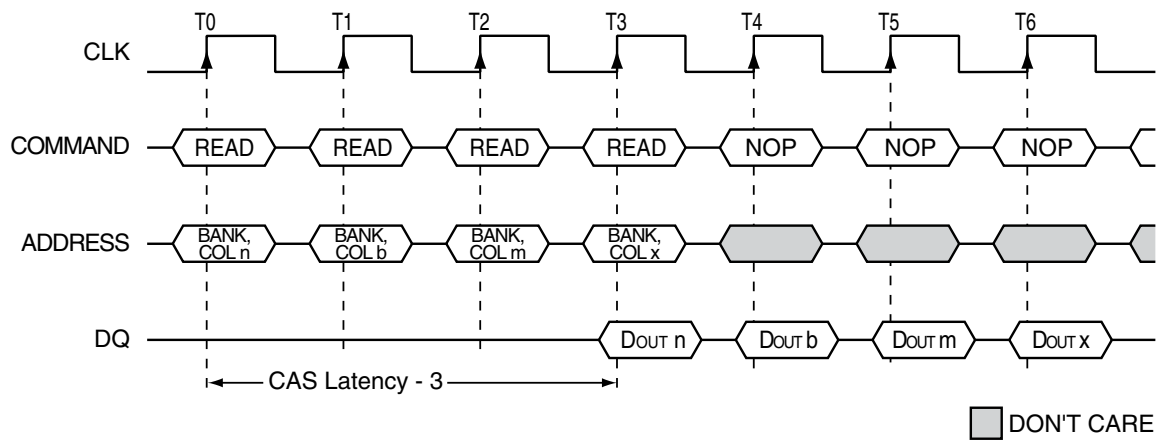 T0 T1 T2 T3 T4 T5 T6
CLK
COMMAND READ READ READ READ NOP NOP NOP
ADDRESS BANK, COL n BANK, COL b BANK, COL m BANK, COL x
DQ DOUT n DOUT b DOUT m DOUT x
CAS Latency - 3
DON'T CARE